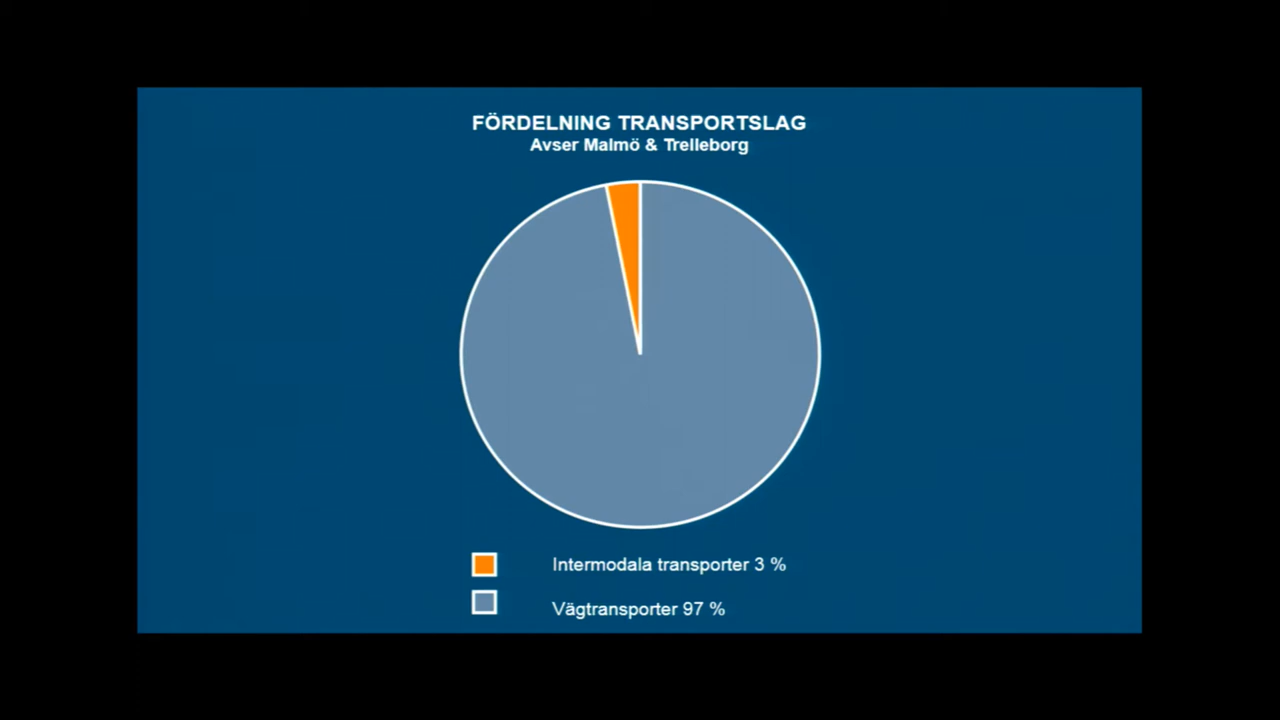 FÖRDELNING TRANSPORTSLAG
Avser Malmö & Trelleborg
Intermodala transporter 3 %
Vägtransporter 97 %